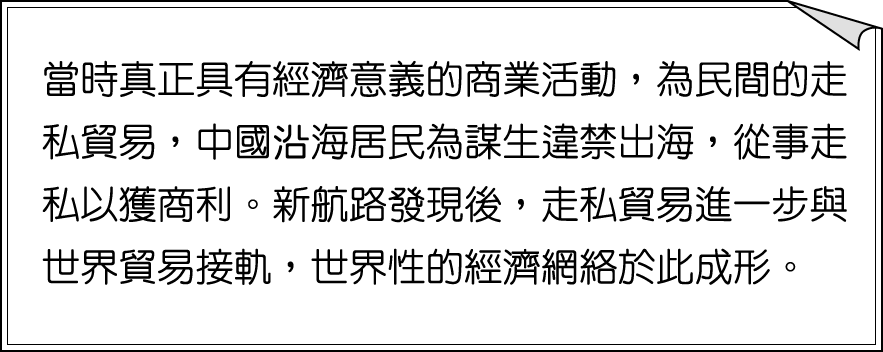 當時真正具有經濟意義的商業活動，為民間的走
私貿易，中國沿海居民為謀生違禁出海，從事走
私以獲商利。新航路發現後，走私貿易進一步與
世界貿易接軌，世界性的經濟網絡於此成形。